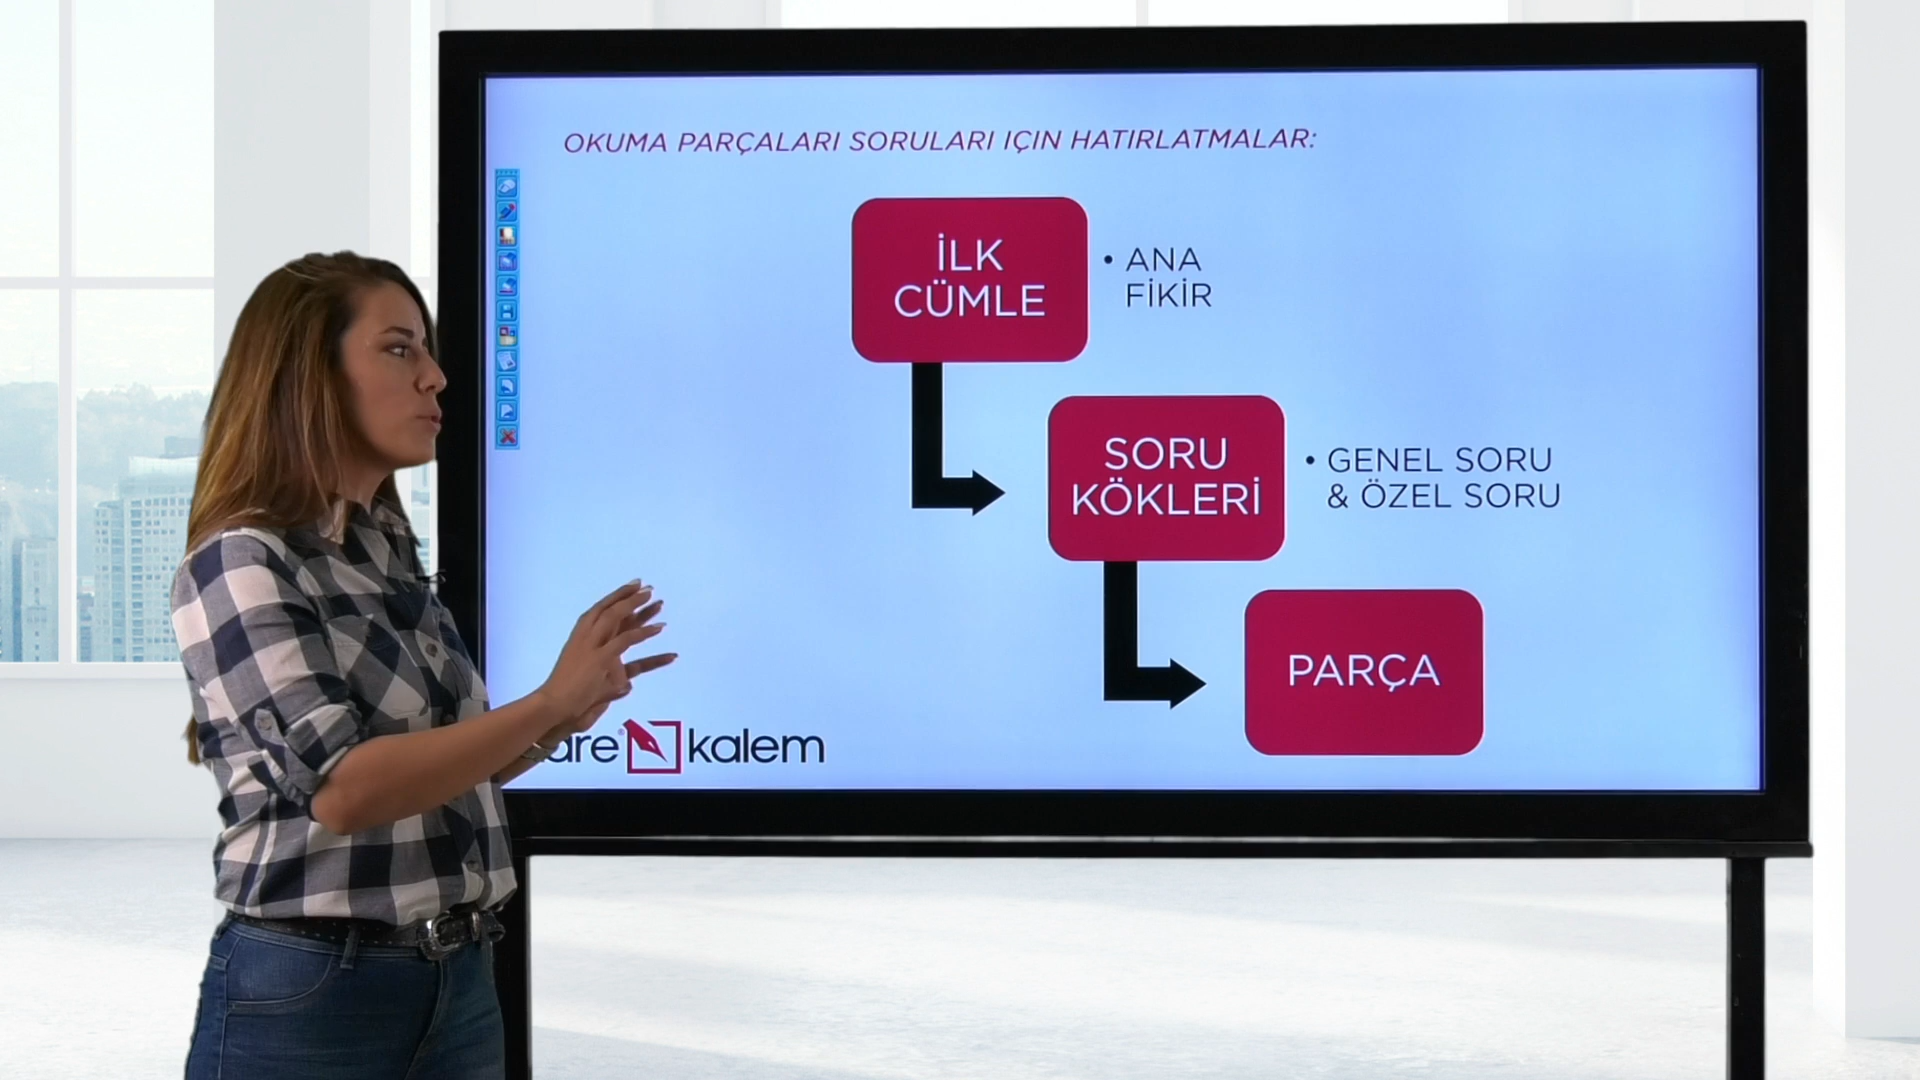 OKUMA PARÇALARI SORULARI IÇIN HATIRLATMALAR:
İLK
CÜMLE
• ANA
FİKİR
SORU
KÖKLERİ
• GENEL SORU
& ÖZEL SORU
PARÇA
kalem